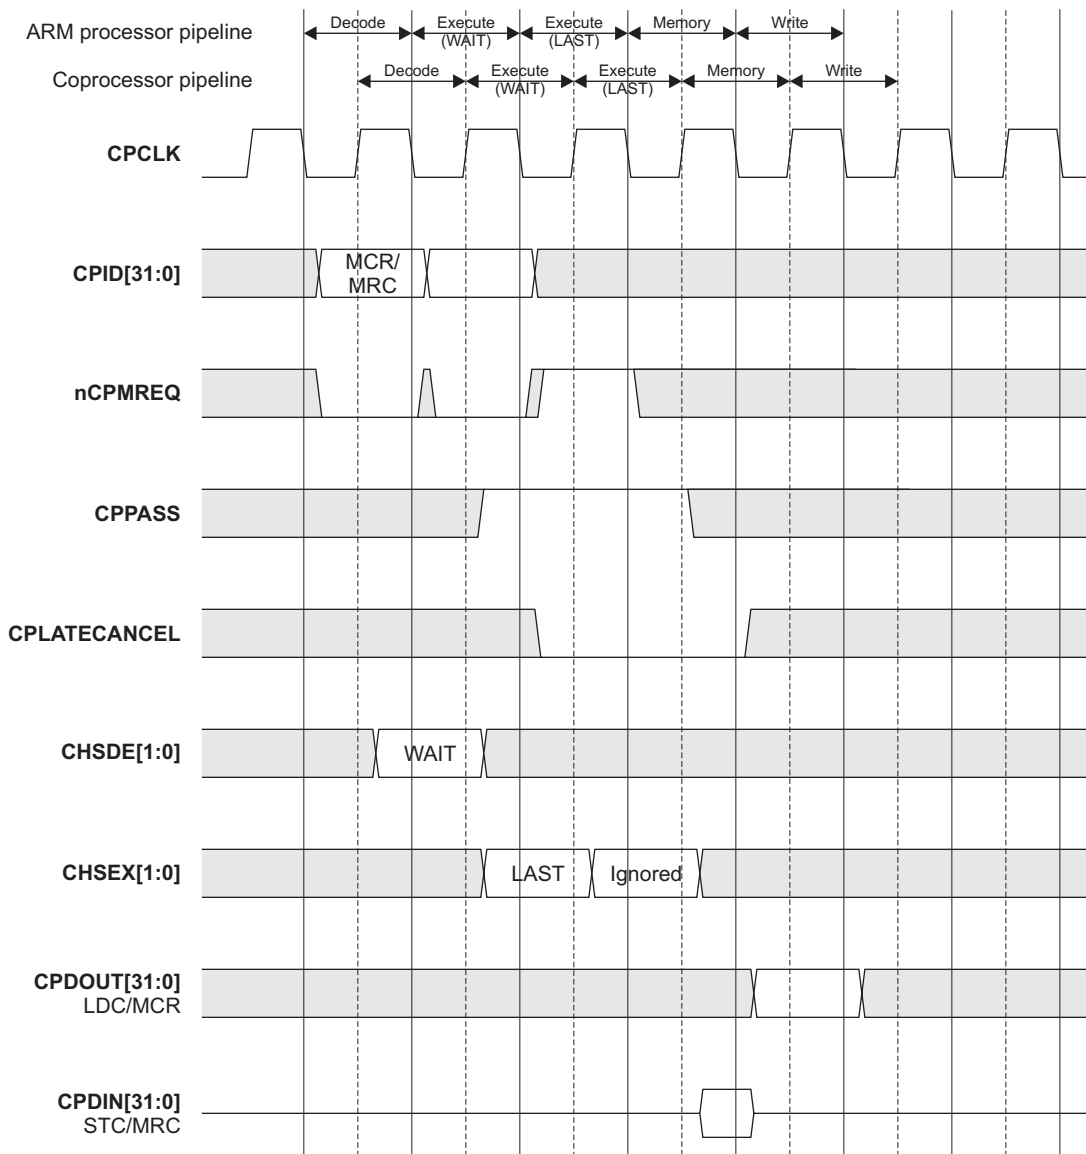 ARM processor pipeline
Decode Execute (WAIT) Execute (LAST) Memory Write
Coprocessor pipeline
Decode Execute (WAIT) Execute (LAST) Memory Write
CPCLK
CPID[31:0]
MCR/
MRC
nCPMREQ
CPPASS
CPLATECANCEL
CHSDE[1:0]
WAIT
CHSEX[1:0]
LAST Ignored
CPDOUT[31:0]
LDC/MCR
CPDIN[31:0]
STC/MRC